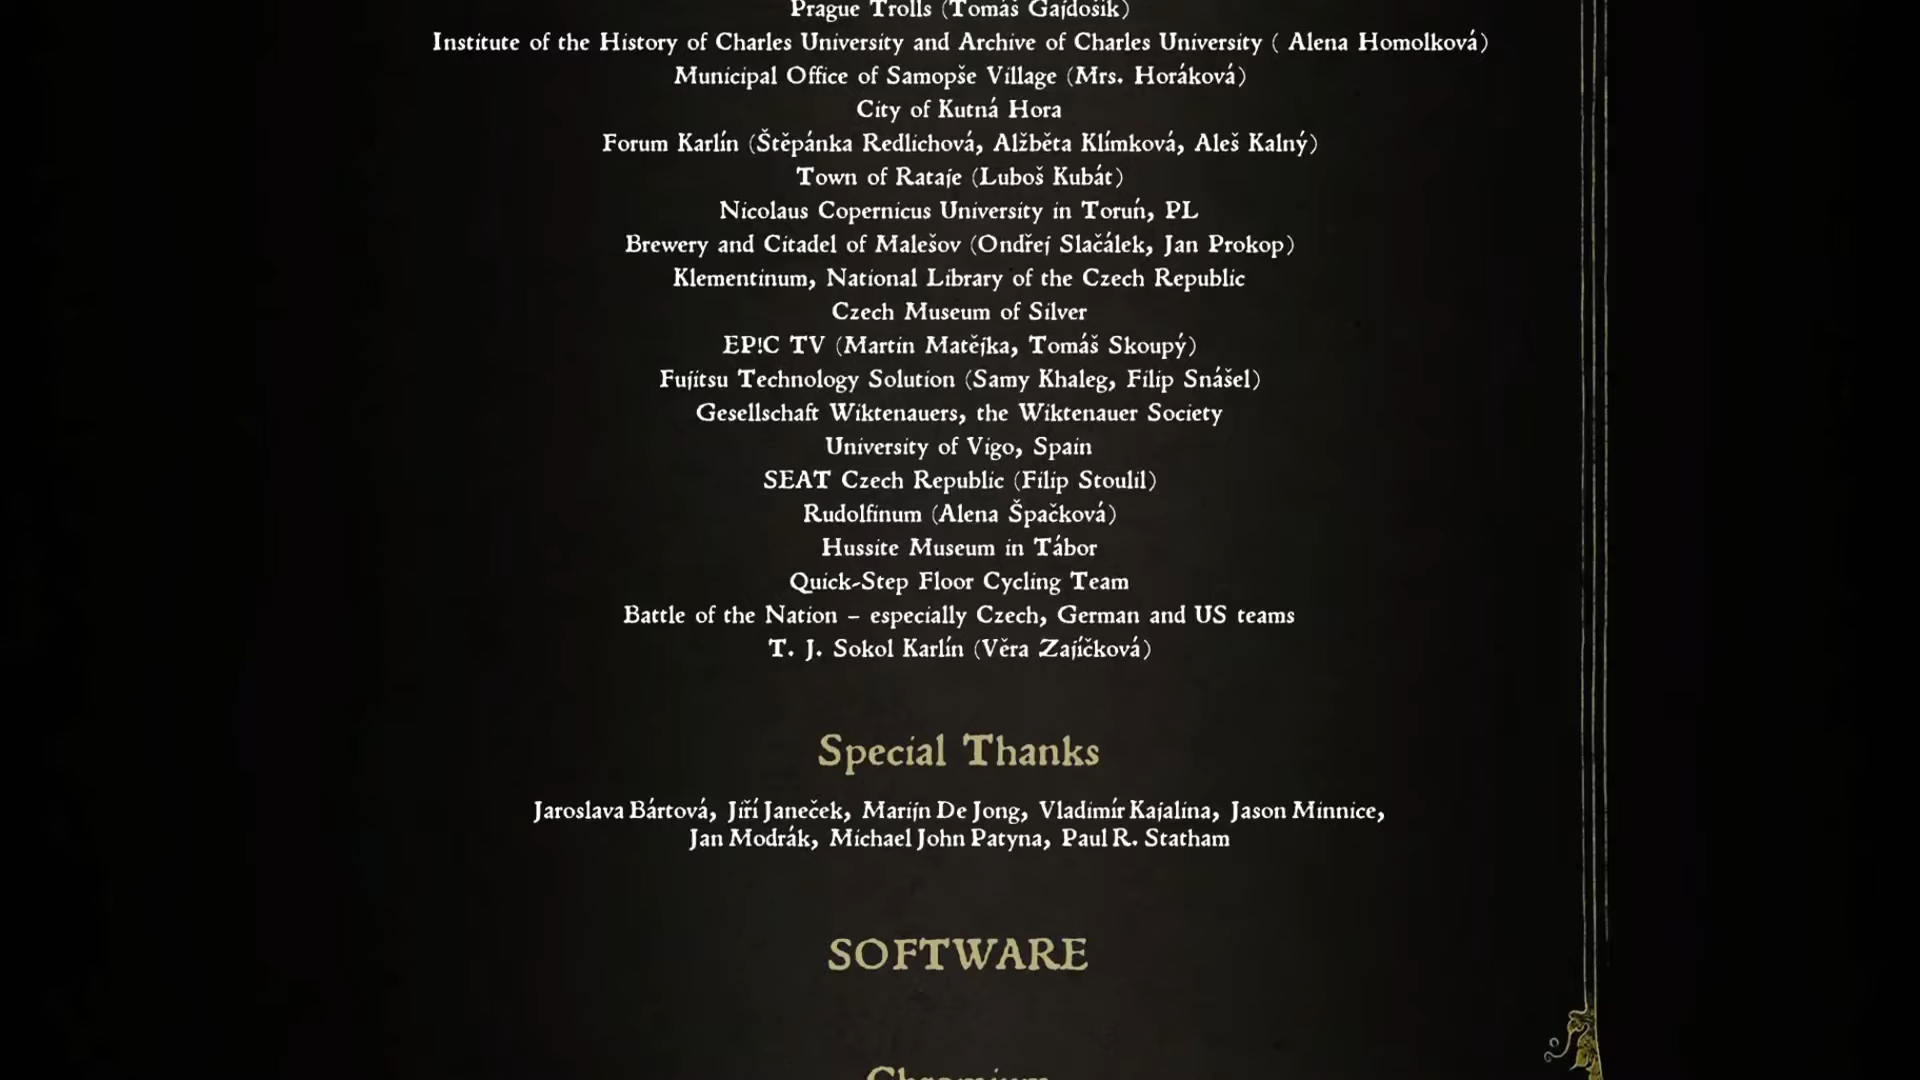 Prague Trolls (Tomáš Gajdošik)
Institute of the History of Charles University and Archive of Charles University ( Alena Homolková)
Municipal Office of Samopše Village (Mrs. Horáková)
City of Kutná Hora
Forum Karlín (Štěpánka Redlichová, Alžběta Klímková, Aleš Kalný)
Town of Rataje (Luboš Kubát)
Nicolaus Copernicus University in Toruń, PL
Brewery and Citadel of Malešov (Ondřej Slačálek, Jan Prokop)
Klementinum, National Library of the Czech Republic
Czech Museum of Silver
EP!C TV (Martin Matějka, Tomáš Skoupý)
Fujitsu Technology Solution (Samy Khaleg, Filip Snášel)
Gesellschaft Wiktenauers, the Wiktenauer Society
University of Vigo, Spain
SEAT Czech Republic (Filip Stoulil)
Rudolfinum (Alena Špačková)
Hussite Museum in Tábor
Quick-Step Floor Cycling Team
Battle of the Nation – especially Czech, German and US teams
T. J. Sokol Karlín (Věra Zajíčková)
Special Thanks
Jaroslava Bártová, Jiří Janeček, Marijn De Jong, Vladimír Kajalina, Jason Minnice,
Jan Modrák, Michael John Patyna, Paul R. Statham
SOFTWARE
Chromium